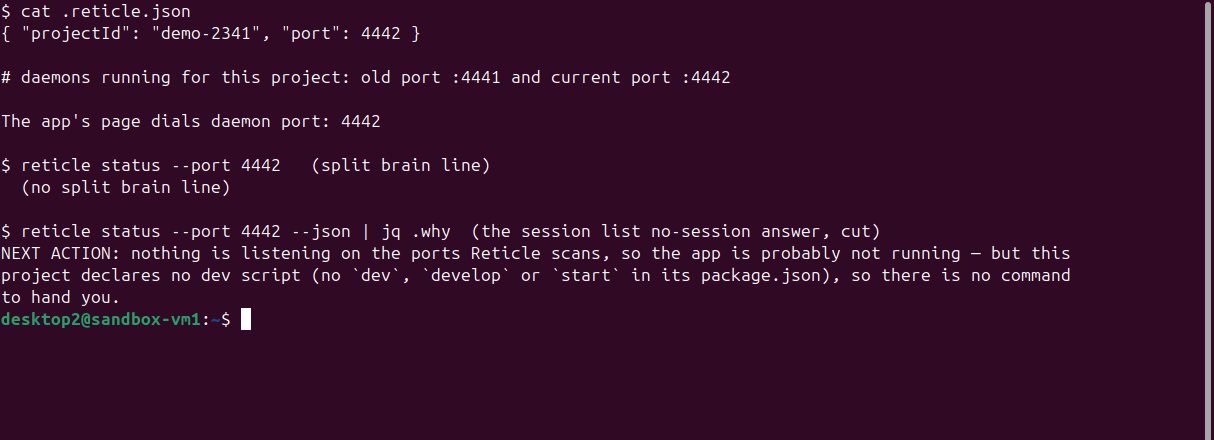 $ cat .reticle.json
{ "projectId": "demo-2341", "port": 4442 }
# daemons running for this project: old port :4441 and current port :4442
The app's page dials daemon port: 4442
$ reticle status --port 4442   (split brain line)
  (no split brain line)
$ reticle status --port 4442 --json | jq .why  (the session list no-session answer, cut)
NEXT ACTION: nothing is listening on the ports Reticle scans, so the app is probably not running — but this
project declares no dev script (no `dev`, `develop` or `start` in its package.json), so there is no command
to hand you.
desktop2@sandbox-vm1:~$